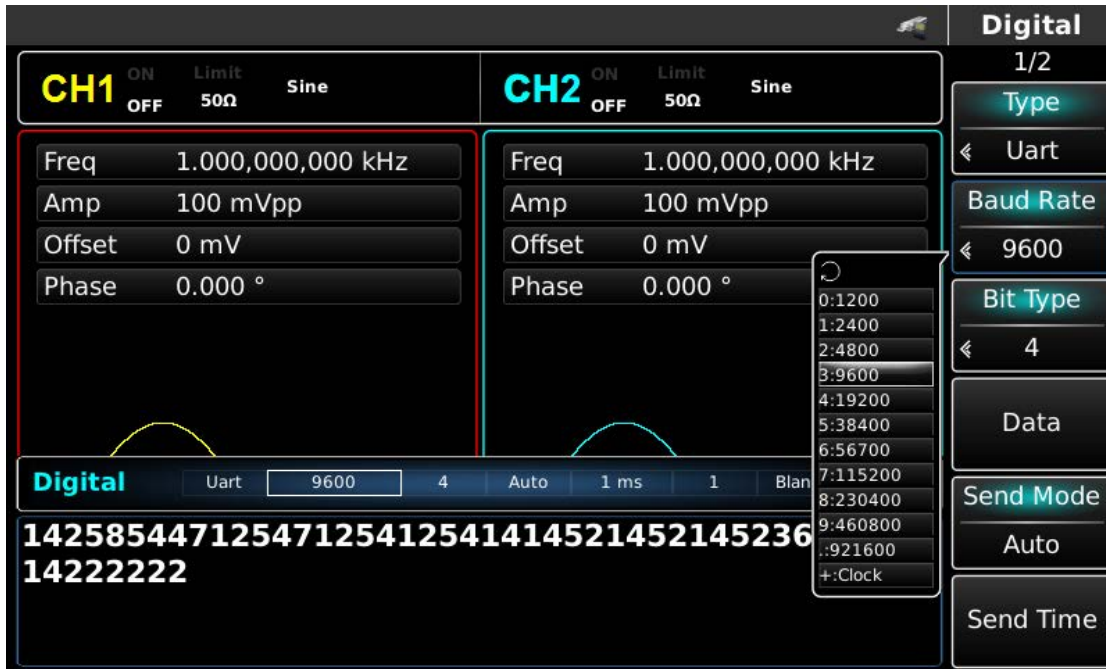 Digital
1/2
CH1 ON OFF Limit 50Ω Sine
CH2 ON OFF Limit 50Ω Sine
Freq 1.000,000,000 kHz
Amp 100 mVpp
Offset 0 mV
Phase 0.000 °
Freq 1.000,000,000 kHz
Amp 100 mVpp
Offset 0 mV
Phase 0.000 °
Type
Uart
Baud Rate
9600
Bit Type
4
Data
Send Mode
Auto
Send Time
0:1200
1:2400
2:4800
3:9600
4:19200
5:38400
6:56700
7:115200
8:230400
9:460800
.:921600
+:Clock
Digital Uart 9600 4 Auto 1 ms 1 Blan
14258544712547125412541414521452145236
14222222